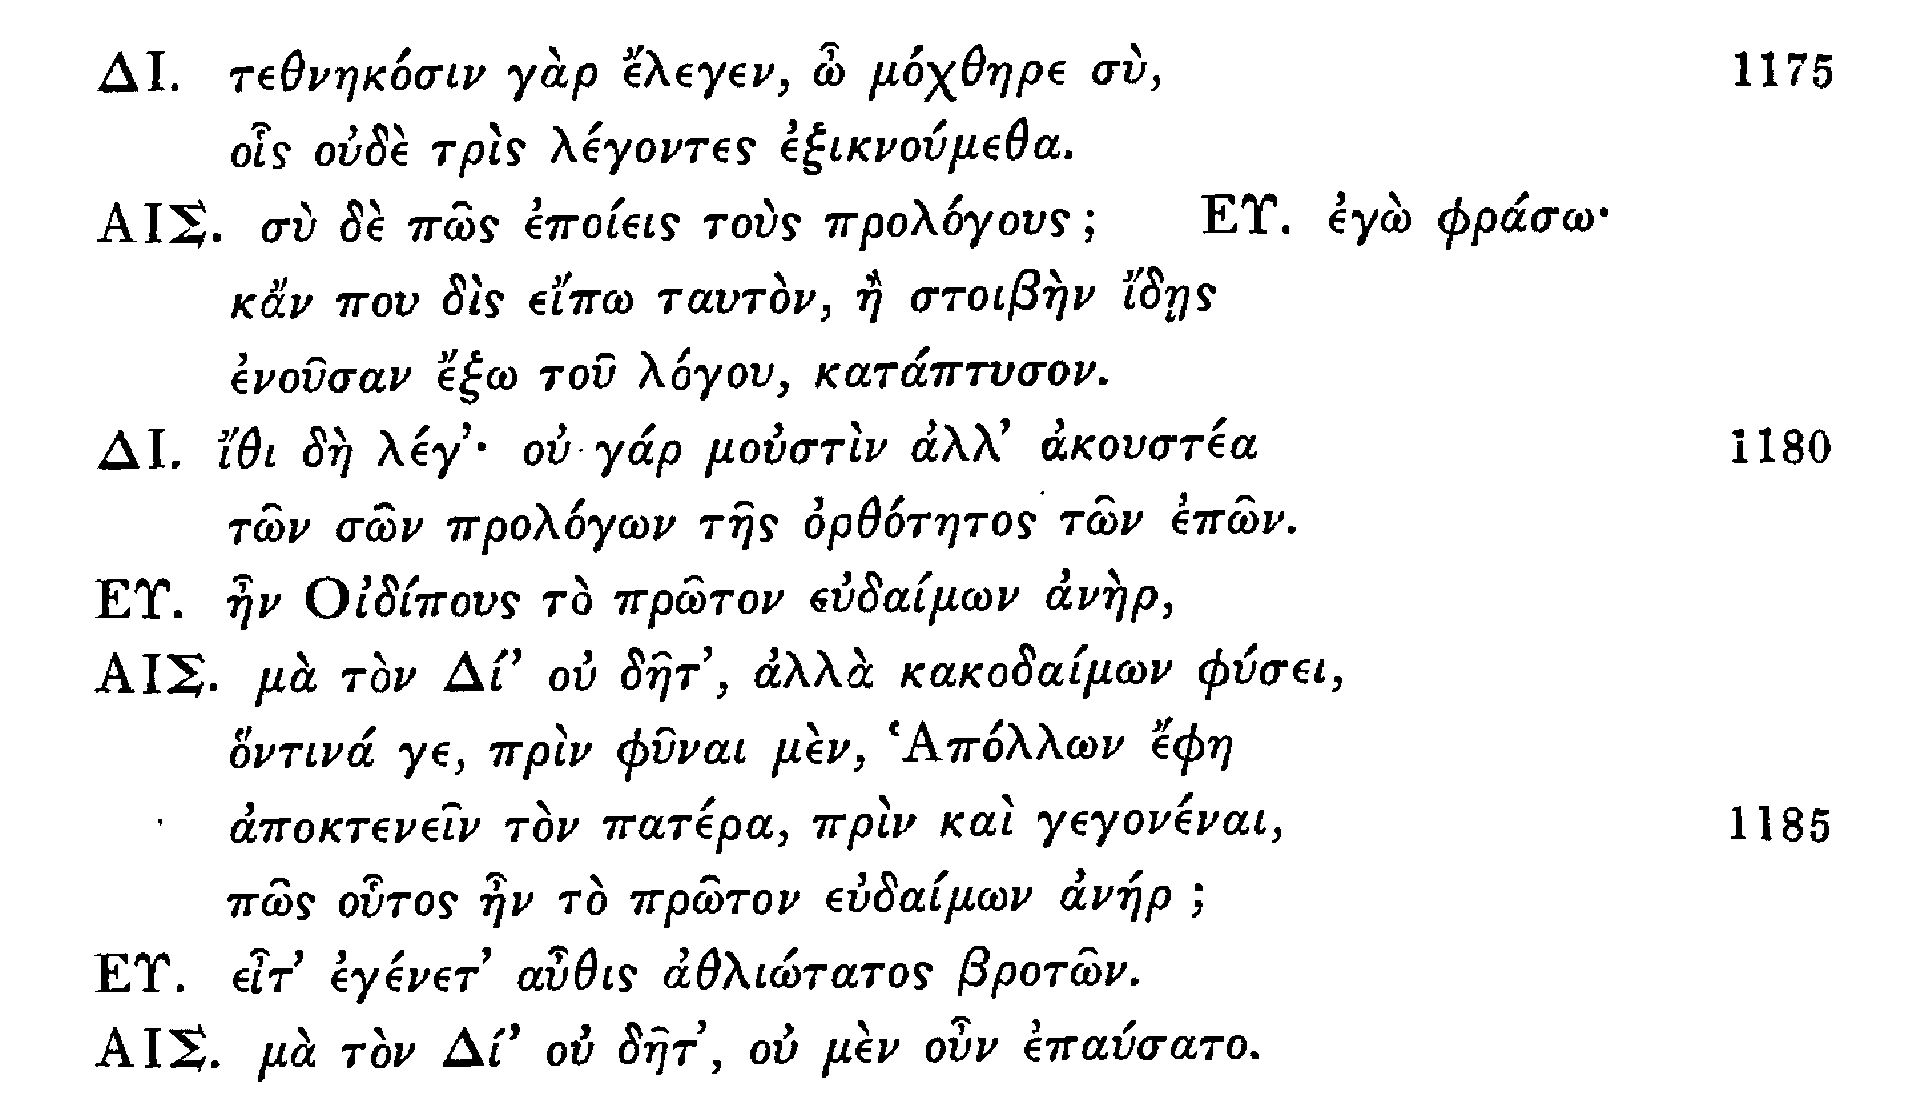 ΔΙ. τεθνηκόσιν γὰρ ἔλεγεν, ὦ μόχθηρε σὺ, 1175
οἷς οὐδὲ τρὶς λέγοντες ἐξικνούμεθα.
ΑΙΣ. σὺ δὲ πῶς ἐποίεις τοὺς προλόγους; ΕΥ. ἐγὼ φράσω·
κἄν που δὶς εἴπω ταυτὸν, ἢ στοιβὴν ἴδῃς
ἐνοῦσαν ἔξω τοῦ λόγου, κατάπτυσον.
ΔΙ. ἴθι δὴ λέγ’· οὐ γάρ μοὐστὶν ἀλλ’ ἀκουστέα 1180
τῶν σῶν προλόγων τῆς ὀρθότητος τῶν ἐπῶν.
ΕΥ. ἦν Οἰδίπους τὸ πρῶτον εὐδαίμων ἀνὴρ,
ΑΙΣ. μὰ τὸν Δί’ οὐ δῆτ’, ἀλλὰ κακοδαίμων φύσει,
ὅντινά γε, πρὶν φῦναι μὲν, Ἁπόλλων ἔφη
ἀποκτενεῖν τὸν πατέρα, πρὶν καὶ γεγονέναι, 1185
πῶς οὗτος ἦν τὸ πρῶτον εὐδαίμων ἀνήρ;
ΕΥ. εἶτ’ ἐγένετ’ αὖθις ἀθλιώτατος βροτῶν.
ΑΙΣ. μὰ τὸν Δί’ οὐ δῆτ’, οὐ μὲν οὖν ἐπαύσατο.